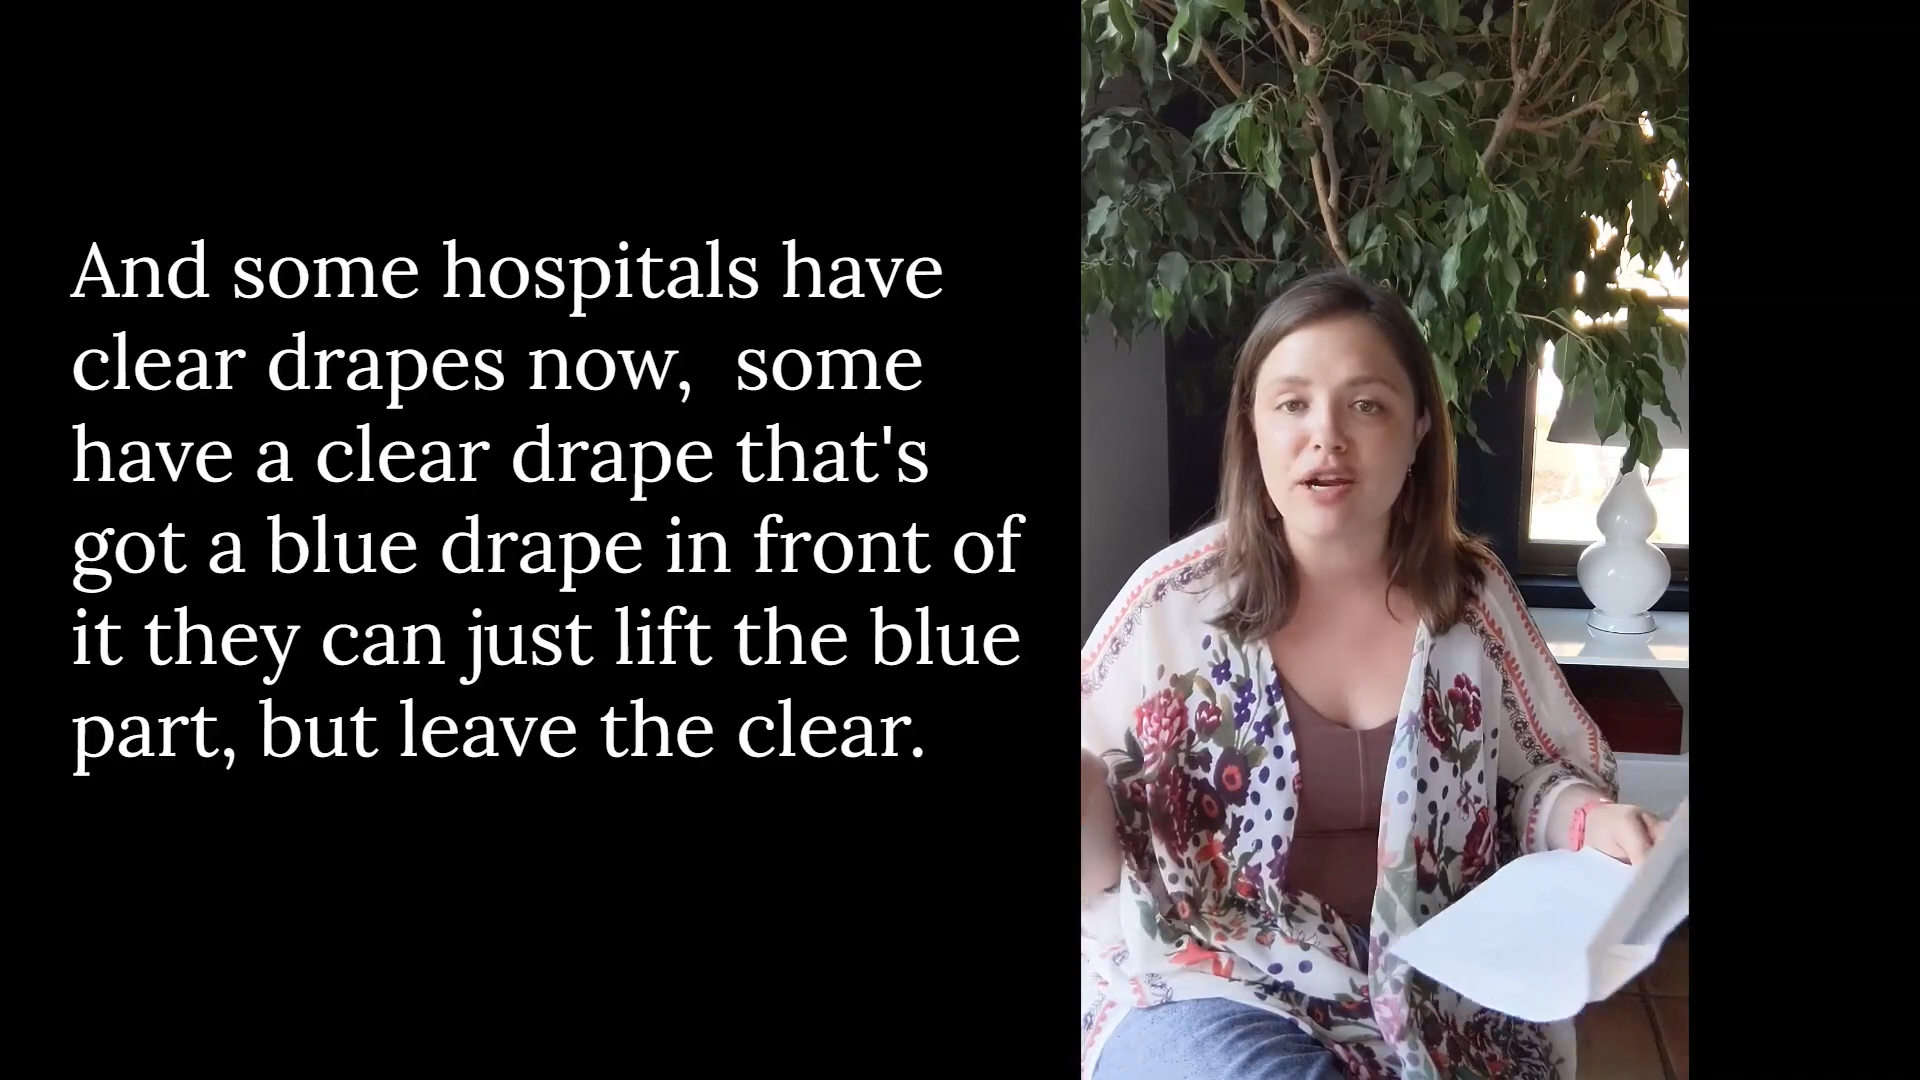 And some hospitals have
clear drapes now,  some
have a clear drape that's
got a blue drape in front of
it they can just lift the blue
part, but leave the clear.